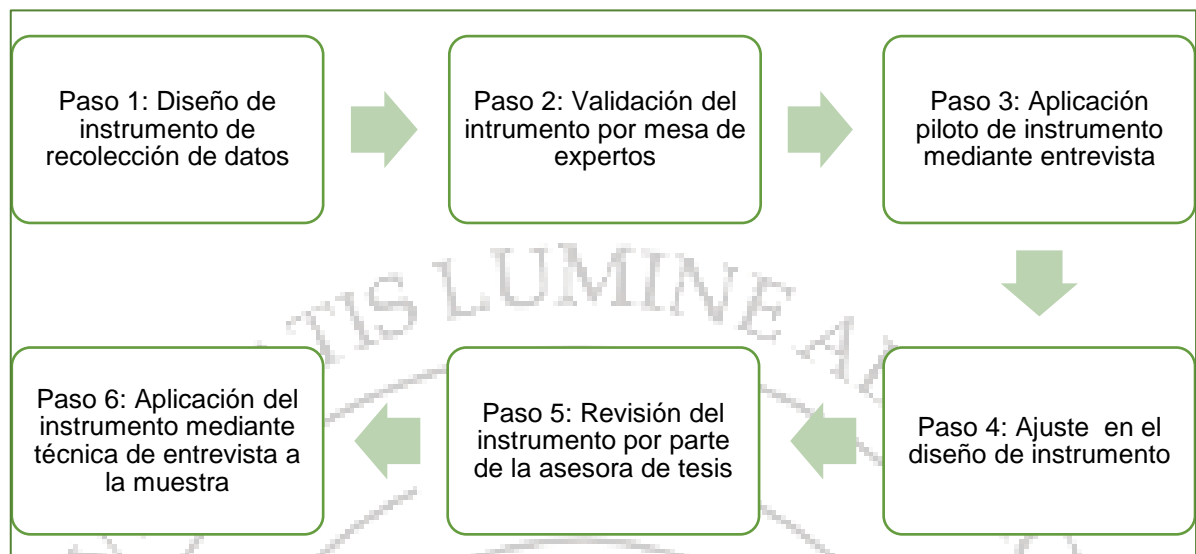 Paso 1: Diseño de
instrumento de
recolección de datos
Paso 2: Validación del
intrumento por mesa de
expertos
Paso 3: Aplicación
piloto de instrumento
mediante entrevista
TIS LUMINE
Paso 6: Aplicación del
instrumento mediante
técnica de entrevista a
la muestra
Paso 5: Revisión del
instrumento por parte
de la asesora de tesis
Paso 4: Ajuste en el
diseño de instrumento